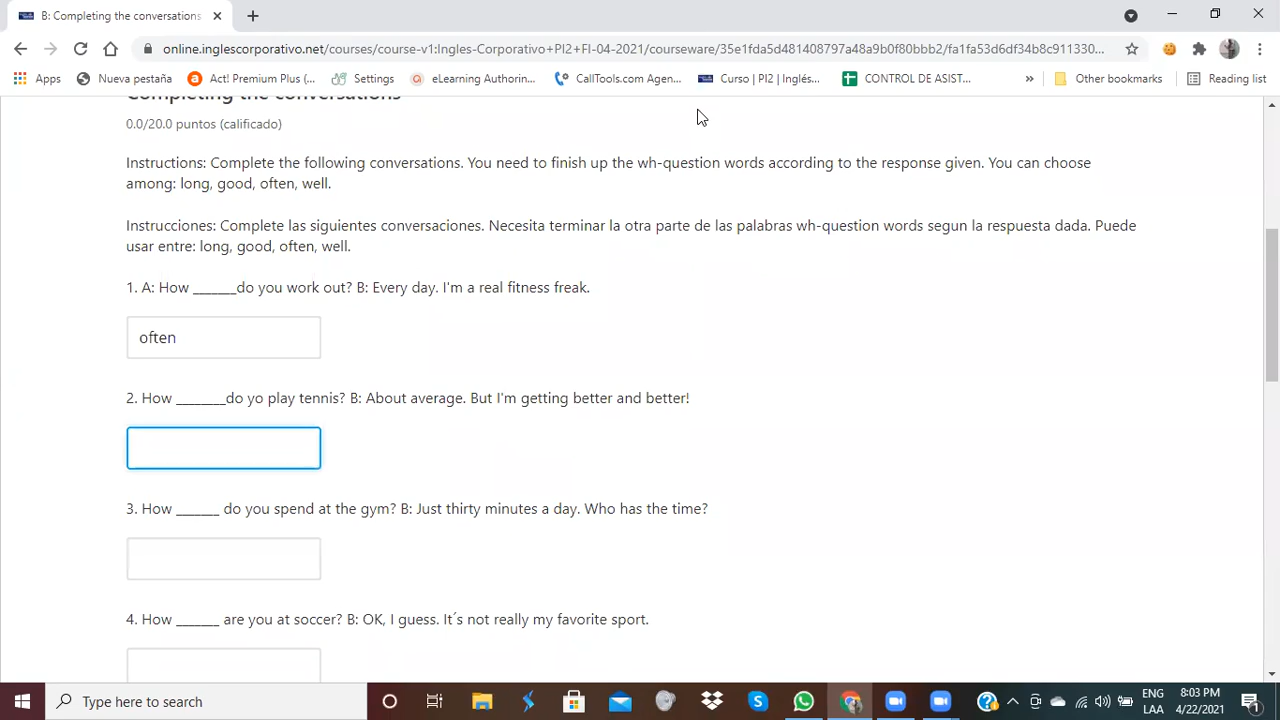 B: Completing the conversations
online.inglescorporativo.net/courses/course-v1:Ingles-Corporativo+PI2+FI-04-2021/courseware/35e1fda5d481408797a48a9b0f80bbb2/fa1fa53d6df34b8c911330...
Apps Nueva pestaña Act! Premium Plus (... Settings eLearning Authorin... CallTools.com Agen... Curso | PI2 | Inglés... CONTROL DE ASIST... » Other bookmarks Reading list
Completing the conversations
0.0/20.0 puntos (calificado)
Instructions: Complete the following conversations. You need to finish up the wh-question words according to the response given. You can choose
among: long, good, often, well.
Instrucciones: Complete las siguientes conversaciones. Necesita terminar la otra parte de las palabras wh-question words segun la respuesta dada. Puede
usar entre: long, good, often, well.
1. A: How _______do you work out? B: Every day. I'm a real fitness freak.
often
2. How ________do yo play tennis? B: About average. But I'm getting better and better!
3. How _______ do you spend at the gym? B: Just thirty minutes a day. Who has the time?
4. How _______ are you at soccer? B: OK, I guess. It´s not really my favorite sport.
Type here to search
ENG 8:03 PM
LAA 4/22/2021